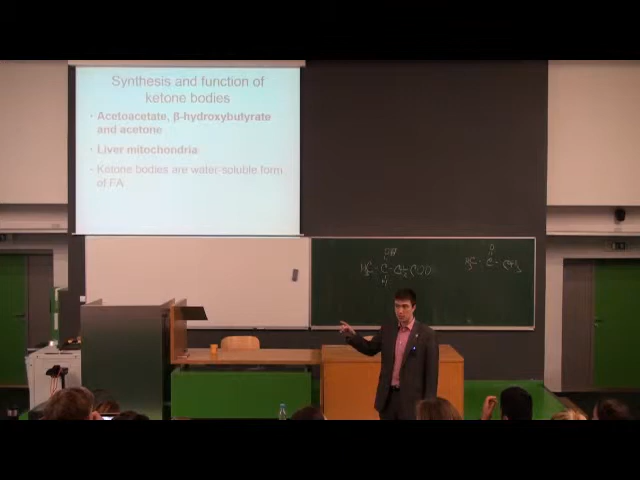 Synthesis and function of
ketone bodies
• Acetoacetate, β-hydroxybutyrate
and acetone
• Liver mitochondria
• Ketone bodies are water-soluble form
of FA